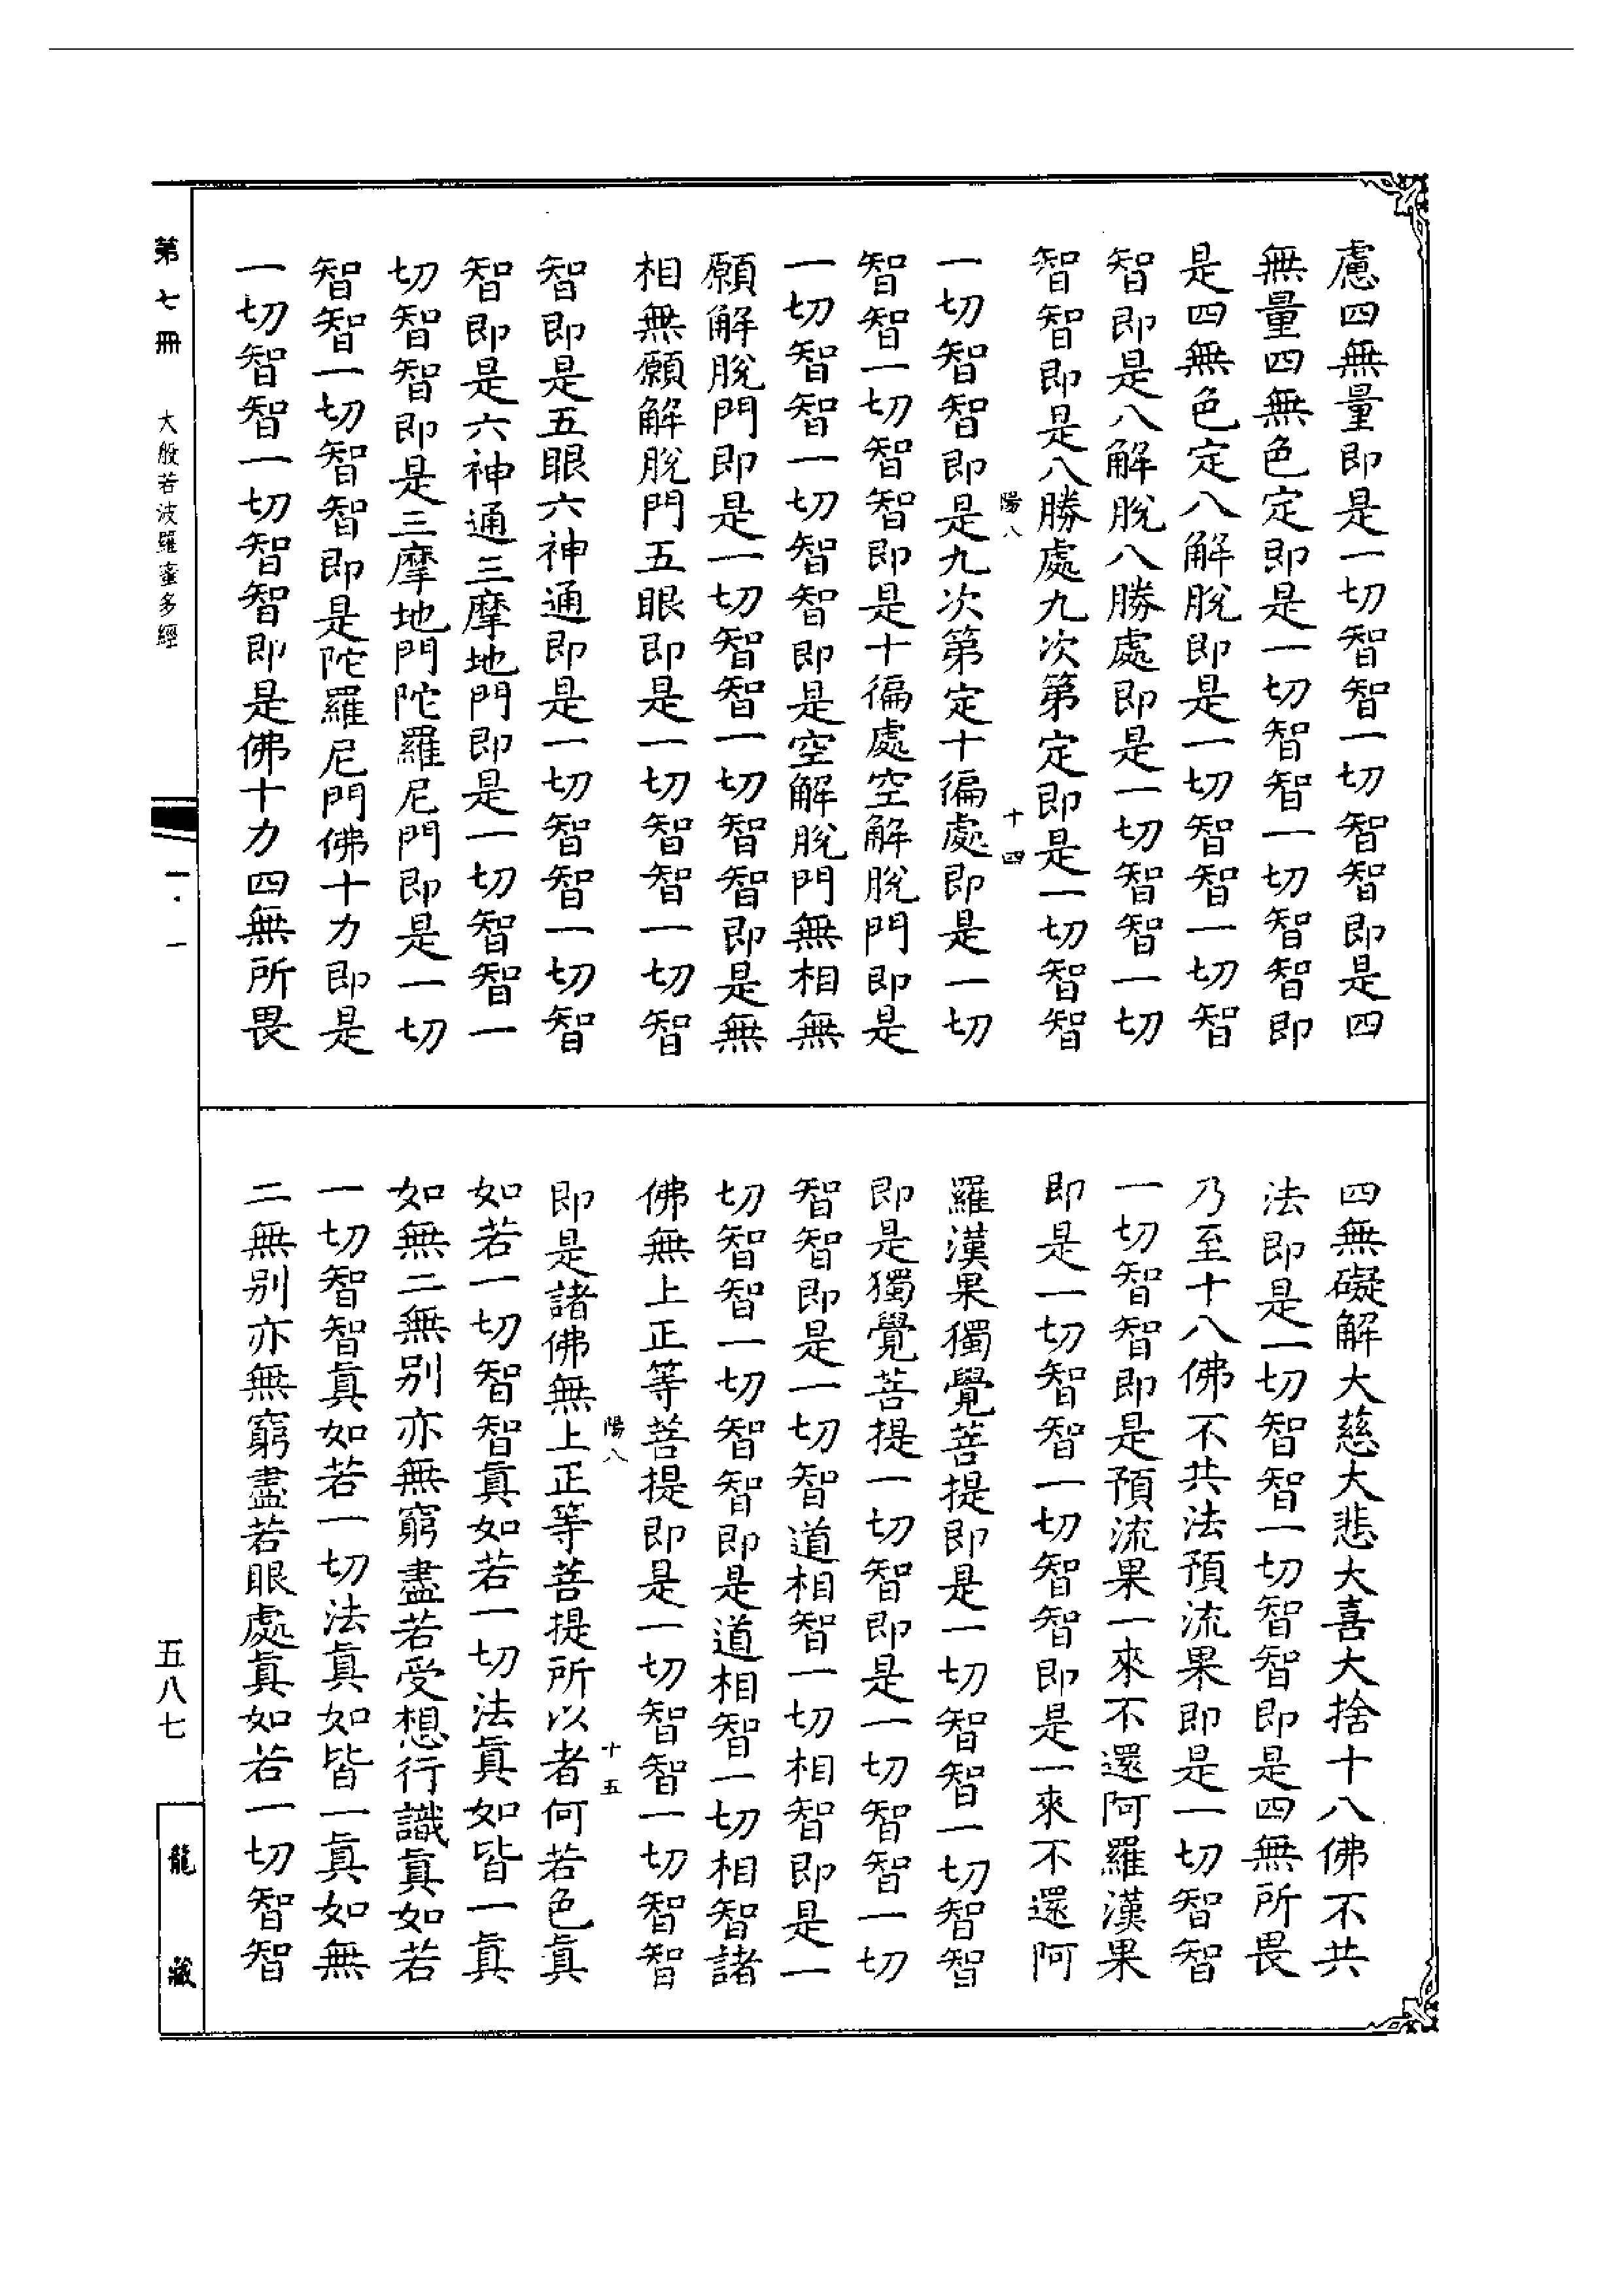 慮四無量即是一切智智一切智智即是四
無量四無色定即是一切智智一切智智即
是四無色定八解脫即是一切智智一切智
智即是八解脫八勝處即是一切智智一切
智智即是八勝處九次第定即是一切智智
陽八 十四
一切智智即是九次第定十徧處即是一切
智智一切智智即是十徧處空解脫門即是
一切智智一切智智即是空解脫門無相無
願解脫門即是一切智智一切智智即是無
相無願解脫門五眼即是一切智智一切智
智即是五眼六神通即是一切智智一切智
智即是六神通三摩地門即是一切智智一
切智智即是三摩地門陀羅尼門即是一切
智智一切智智即是陀羅尼門佛十力即是
一切智智一切智智即是佛十力四無所畏
四無礙解大慈大悲大喜大捨十八佛不共
法即是一切智智一切智智即是四無所畏
乃至十八佛不共法預流果即是一切智智
一切智智即是預流果一來不還阿羅漢果
即是一切智智一切智智即是一來不還阿
羅漢果獨覺菩提即是一切智智一切智智
即是獨覺菩提一切智即是一切智智一切
智智即是一切智道相智一切相智即是一
切智智一切智智即是道相智一切相智諸
佛無上正等菩提即是一切智智一切智智
陽八 十五
即是諸佛無上正等菩提所以者何若色眞
如若一切智智眞如若一切法眞如皆一眞
如無二無别亦無窮盡若受想行識眞如若
一切智智眞如若一切法眞如皆一眞如無
二無别亦無窮盡若眼處眞如若一切智智
第七冊 大般若波羅蜜多經 一·一 五八七 龍藏